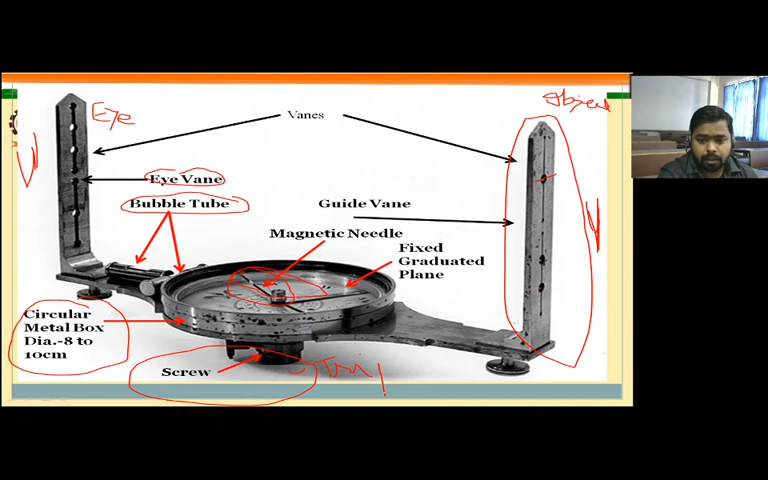 Eye
object
Vanes
Eye Vane
Bubble Tube
Guide Vane
Magnetic Needle
Fixed
Graduated
Plane
Circular
Metal Box
Dia.-8 to
10cm
Screw